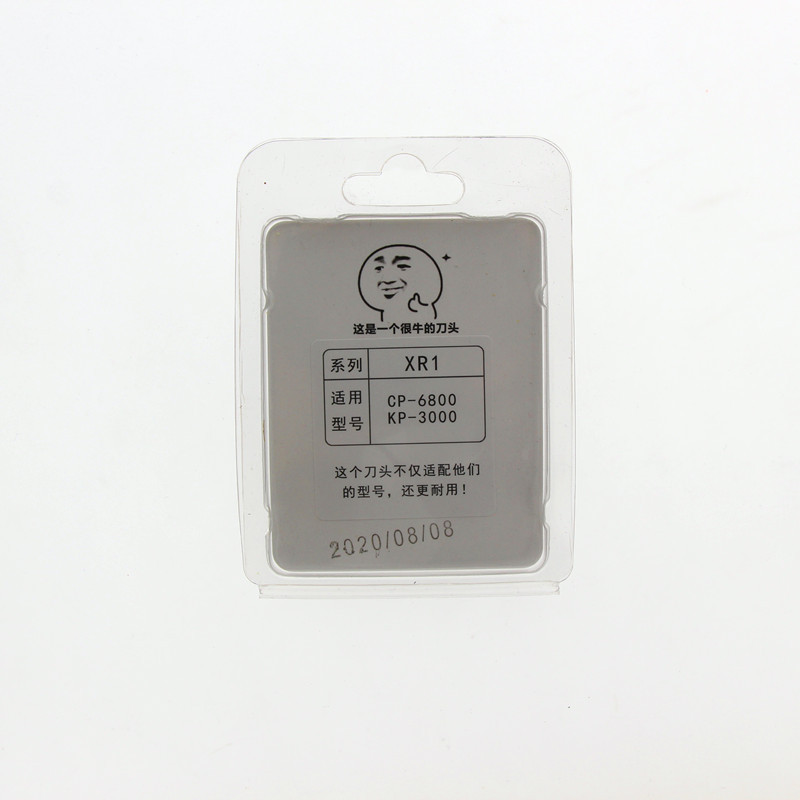 这是一个很牛的刀头
系列 XR1
适用型号 CP-6800
KP-3000
这个刀头不仅适配他们
的型号，还更耐用！
2020/08/08